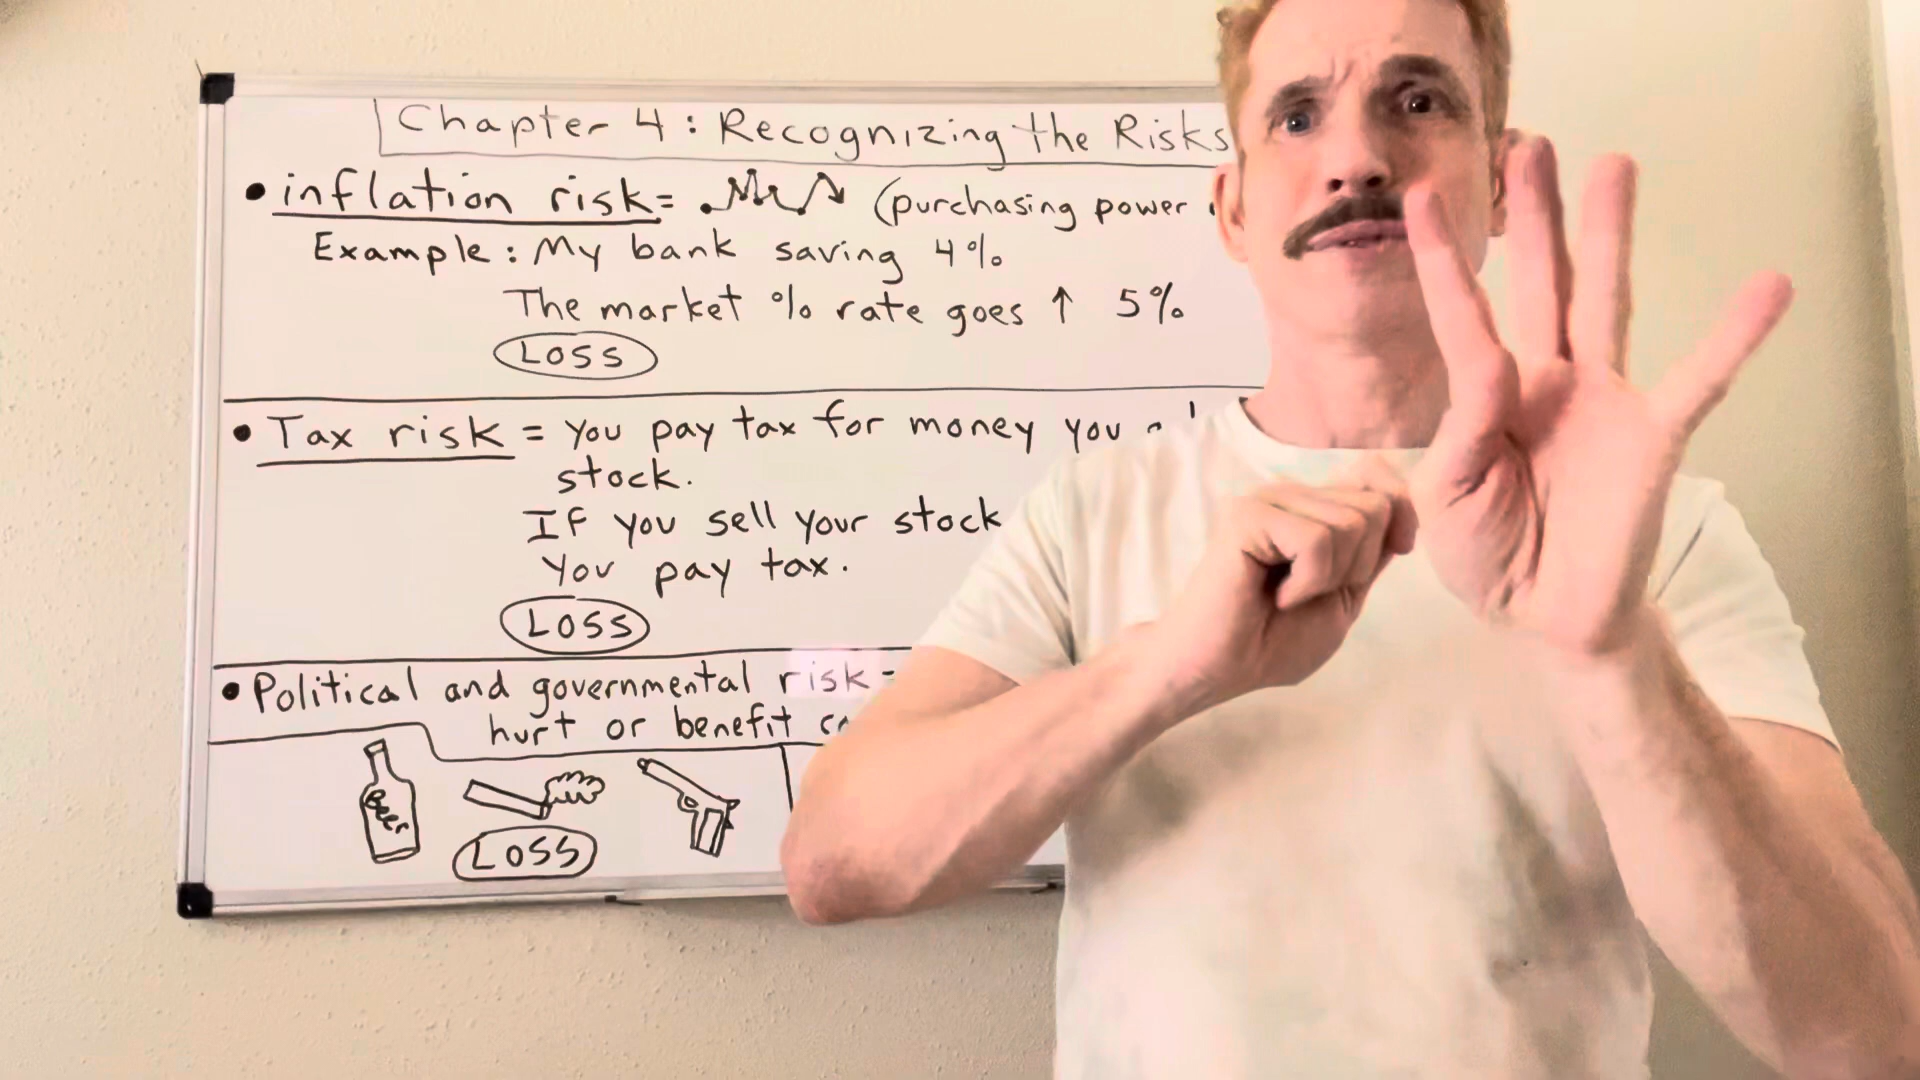 Chapter 4: Recognizing the Risks
• inflation risk = (purchasing power
Example: My bank saving 4%
The market % rate goes ↑ 5%
LOSS
• Tax risk = You pay tax for money you
stock.
If you sell your stock
You pay tax.
LOSS
• Political and governmental risk =
hurt or benefit
Beer
LOSS